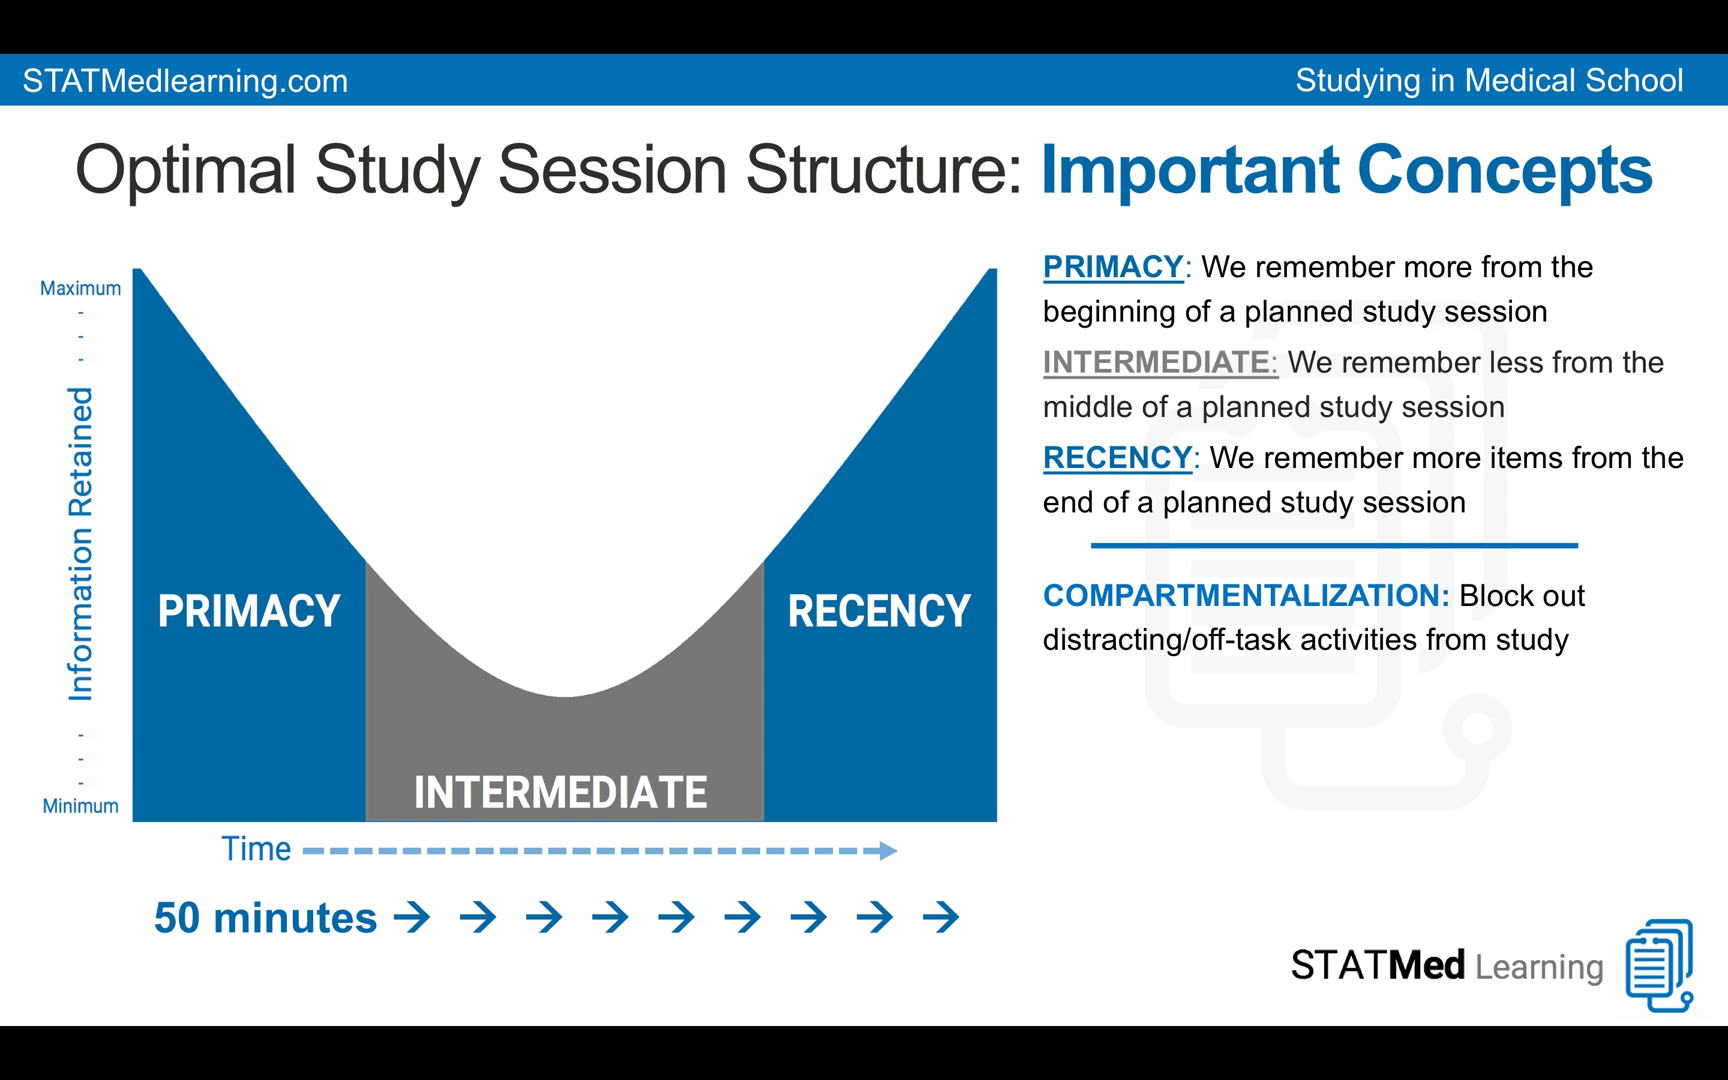 STATMedlearning.com
Studying in Medical School
Optimal Study Session Structure: Important Concepts
Maximum
Information Retained
Minimum
PRIMACY
INTERMEDIATE
RECENCY
Time
50 minutes → → → → → → → → →
PRIMACY: We remember more from the
beginning of a planned study session
INTERMEDIATE: We remember less from the
middle of a planned study session
RECENCY: We remember more items from the
end of a planned study session
COMPARTMENTALIZATION: Block out
distracting/off-task activities from study
STATMed Learning